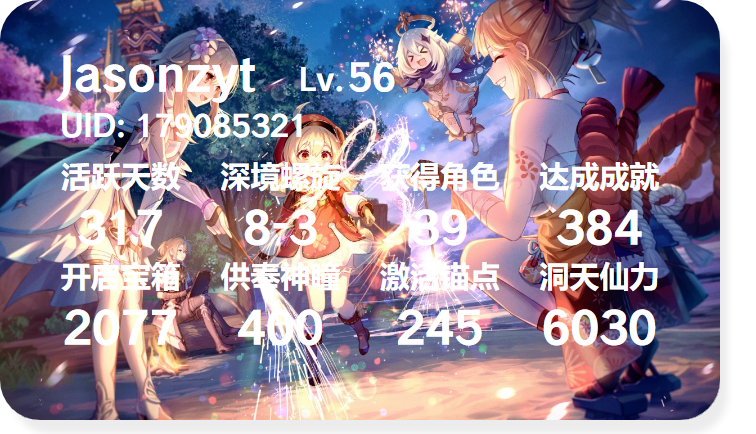 Jasonzyt Lv.56
UID: 179085321
活跃天数 深境螺旋 获得角色 达成成就
317 8-3 39 384
开启宝箱 供奉神瞳 激活锚点 洞天仙力
2077 400 245 6030